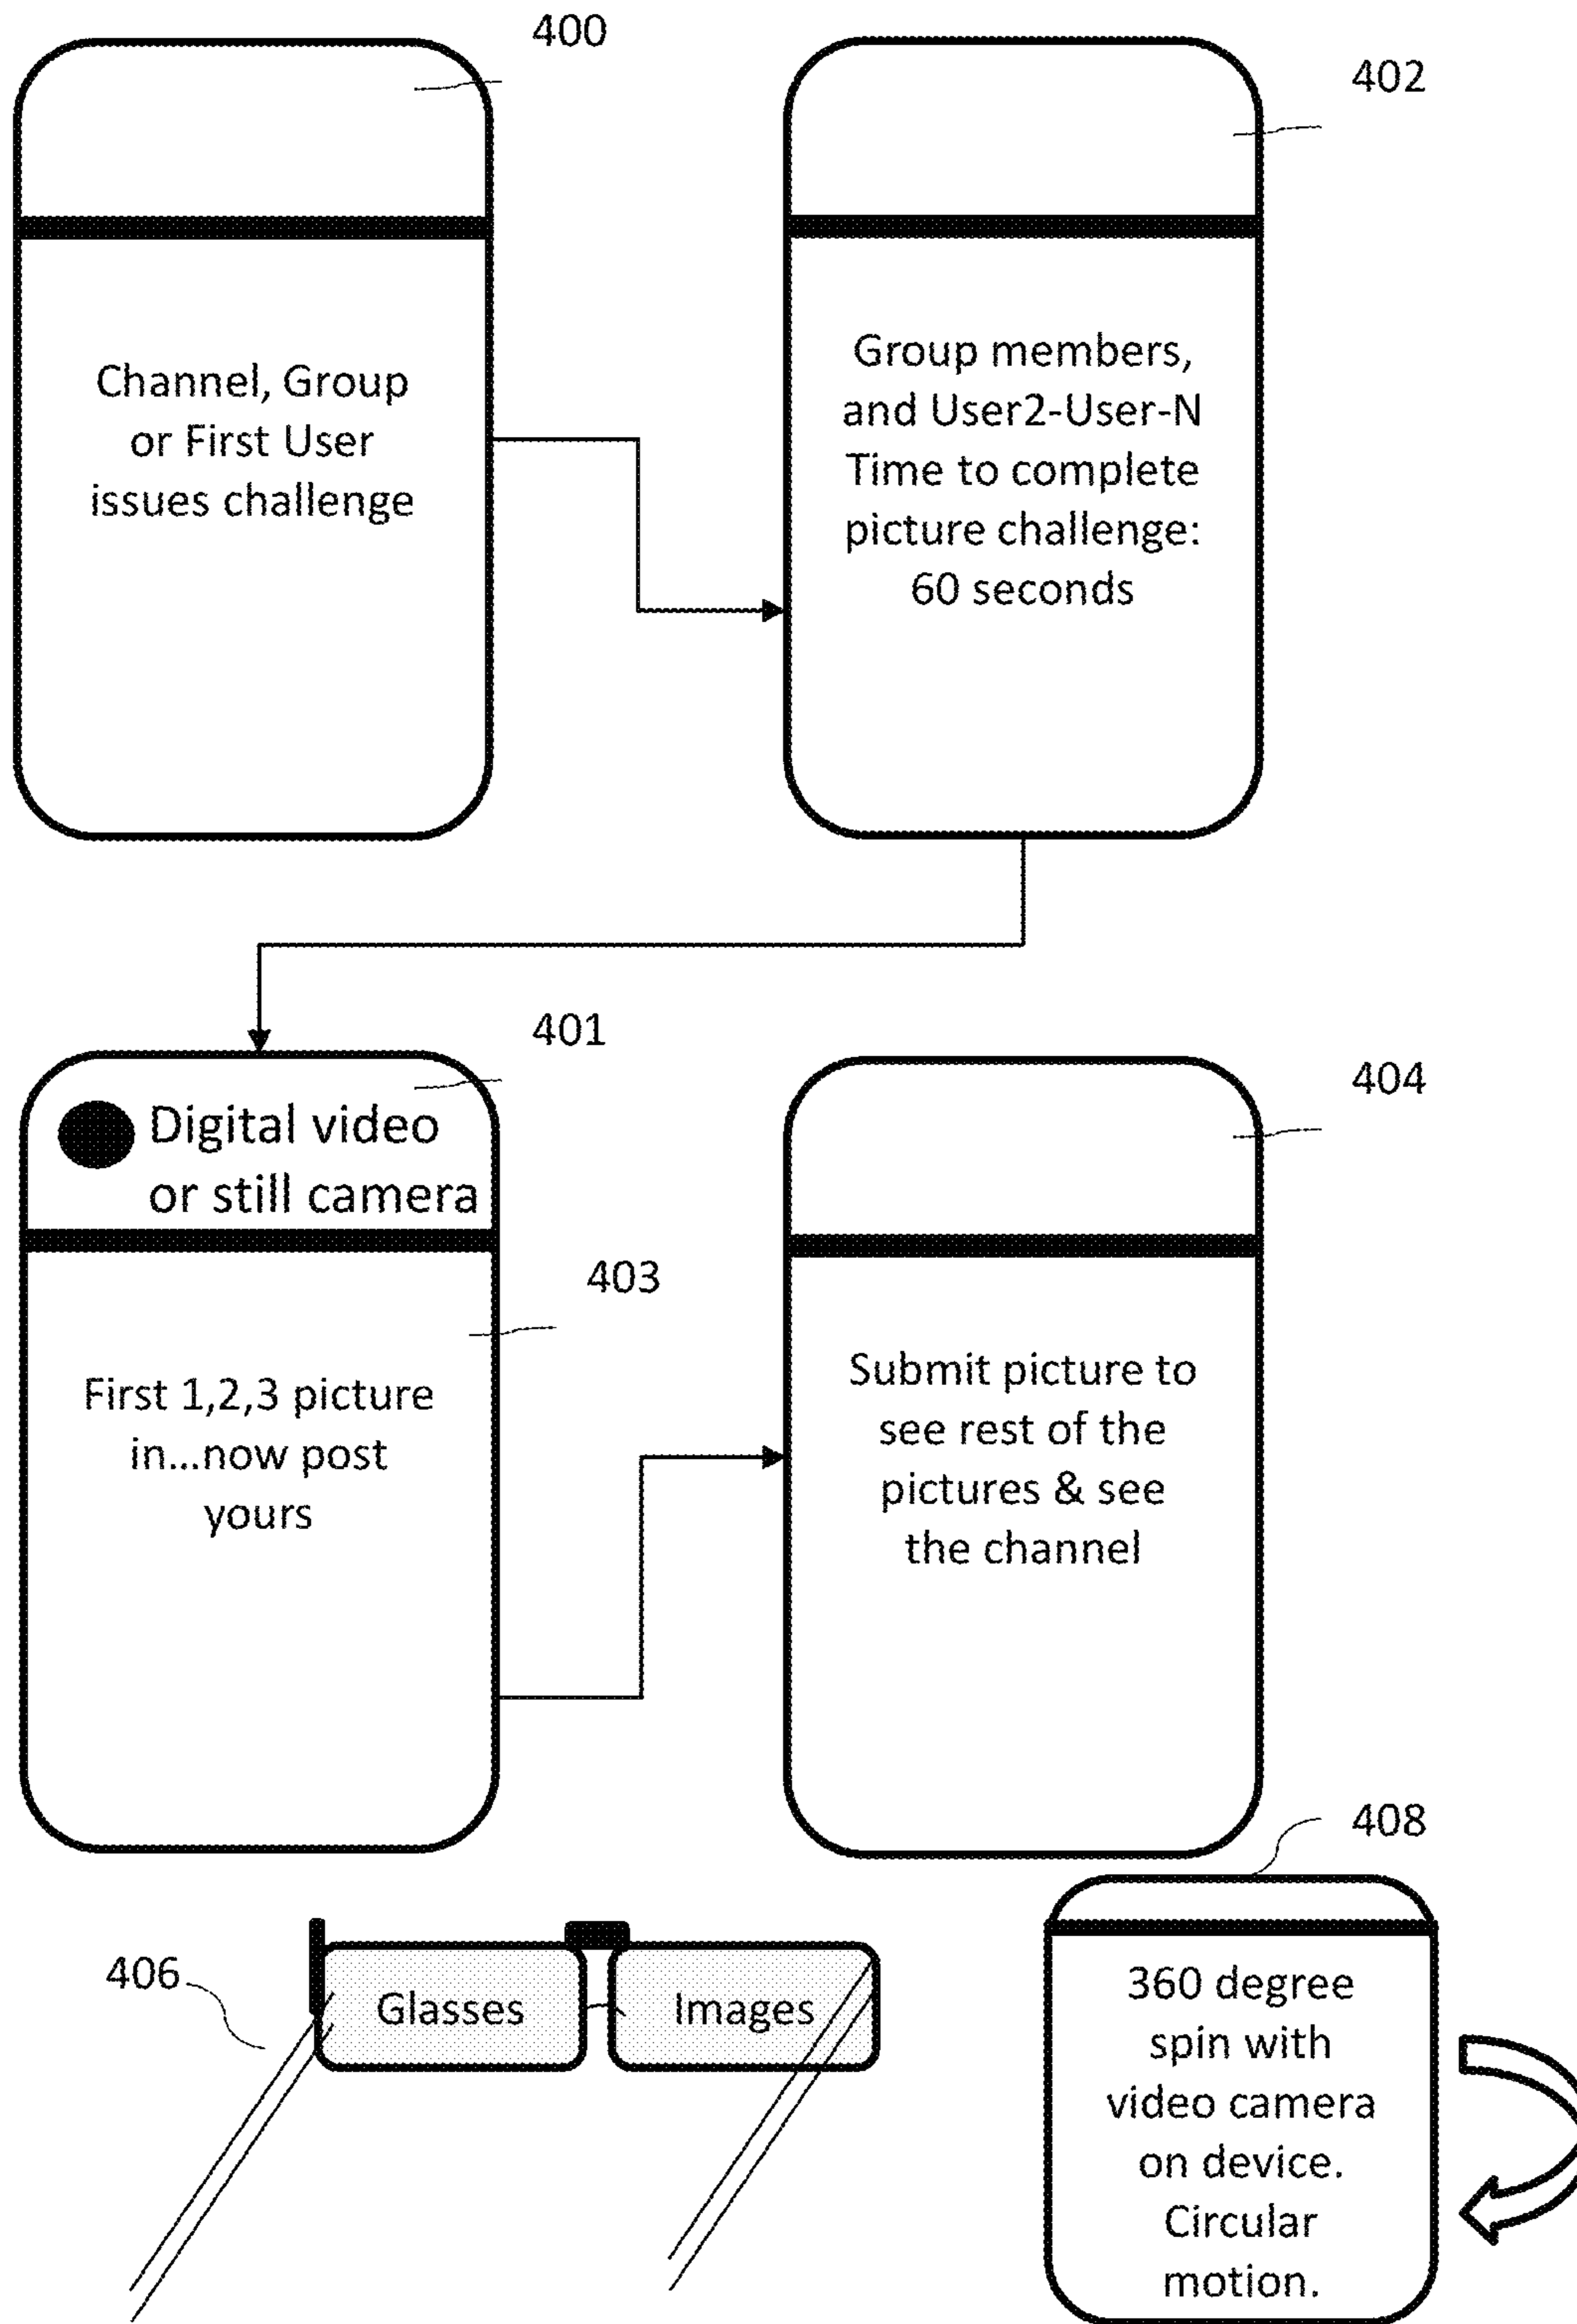 400
402
Channel, Group
or First User
issues challenge
Group members,
and User2-User-N
Time to complete
picture challenge:
60 seconds
401
Digital video
or still camera
403
First 1,2,3 picture
in...now post
yours
404
Submit picture to
see rest of the
pictures & see
the channel
406
Glasses
Images
408
360 degree
spin with
video camera
on device.
Circular
motion.